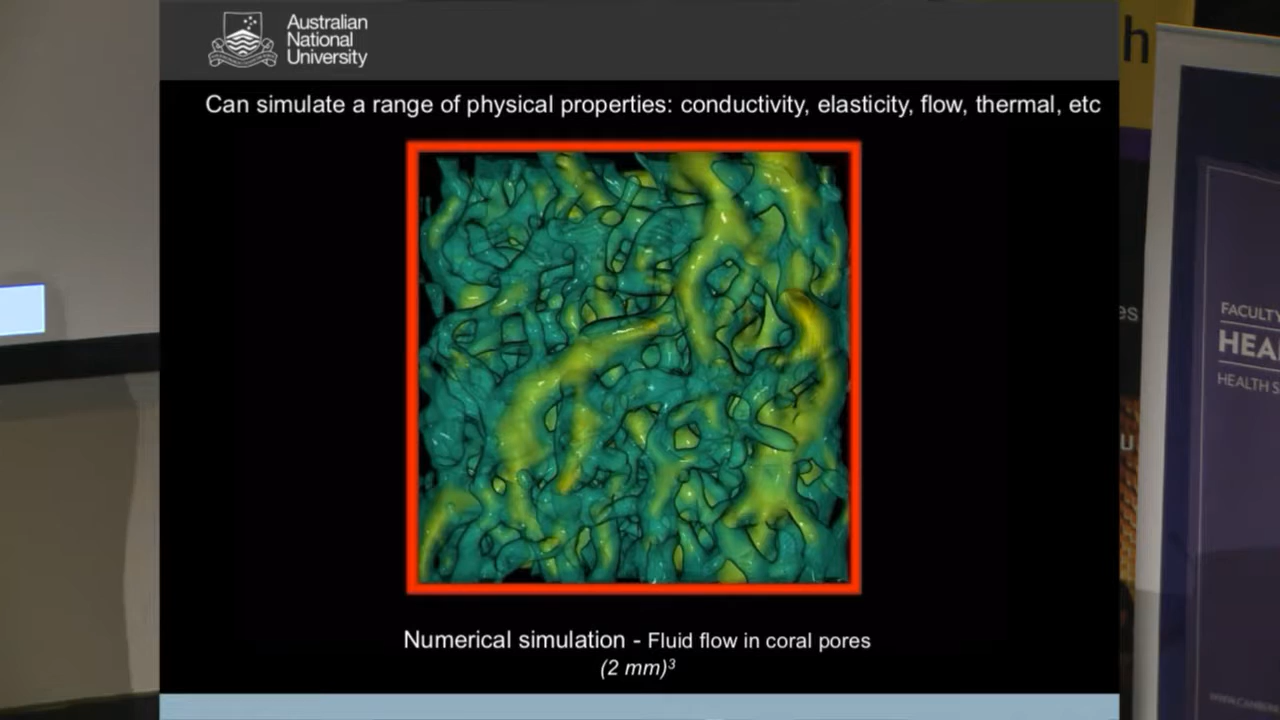 Australian
National
University
Can simulate a range of physical properties: conductivity, elasticity, flow, thermal, etc
Numerical simulation - Fluid flow in coral pores
(2 mm)³
h
es
u
FACULTY
HEA
HEALTH S